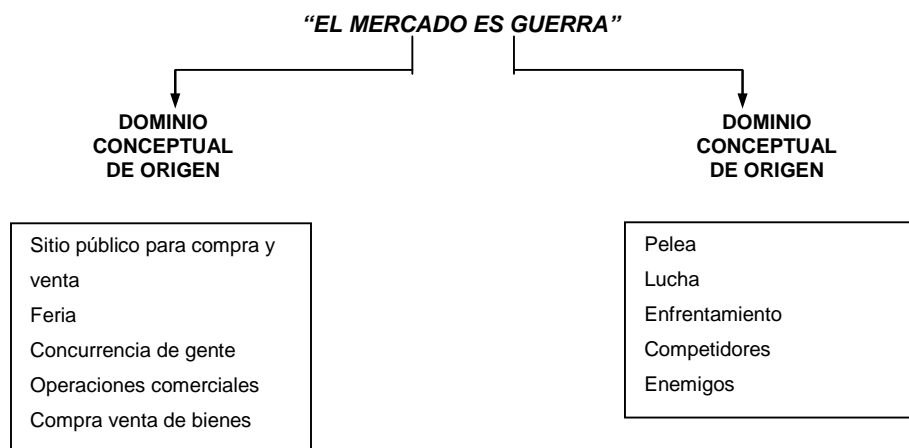 “EL MERCADO ES GUERRA”
DOMINIO
CONCEPTUAL
DE ORIGEN
DOMINIO
CONCEPTUAL
DE ORIGEN
Sitio público para compra y
venta
Feria
Concurrencia de gente
Operaciones comerciales
Compra venta de bienes
Pelea
Lucha
Enfrentamiento
Competidores
Enemigos